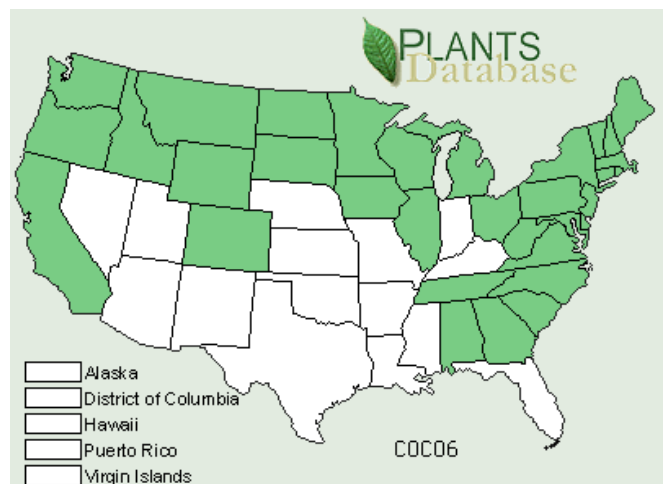 PLANTS
Database
Alaska
District of Columbia
Hawaii
Puerto Rico
Virgin Islands
COCO6